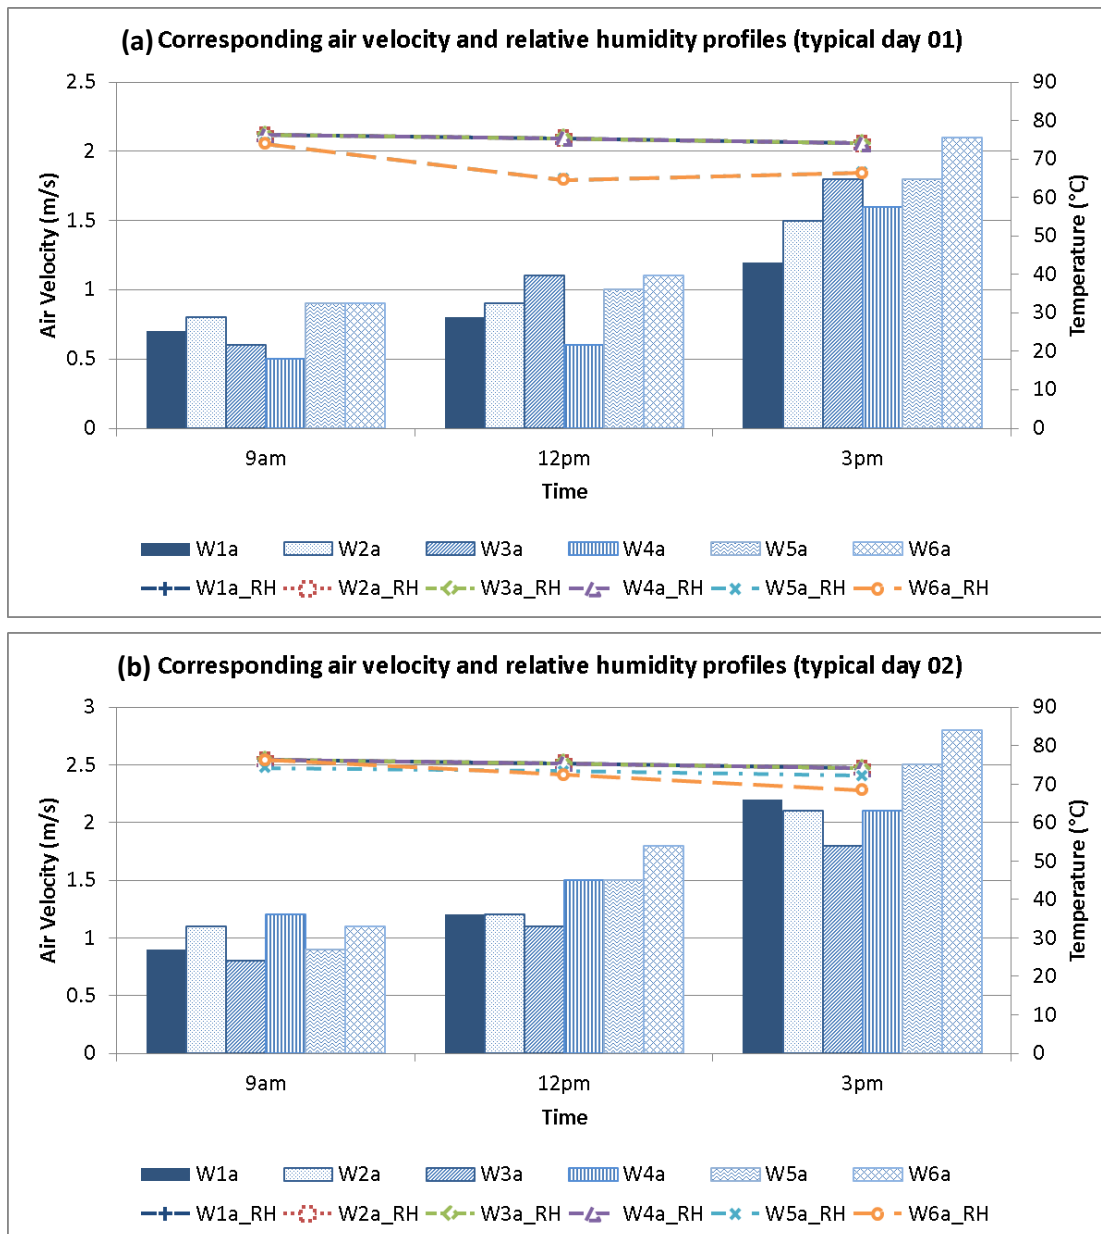 (a) Corresponding air velocity and relative humidity profiles (typical day 01)
2.5
2
1.5
1
0.5
0
Air Velocity (m/s)
90
80
70
60
50
40
30
20
10
0
Temperature (°C)
9am 12pm 3pm
Time
W1a W2a W3a W4a W5a W6a
W1a_RH W2a_RH W3a_RH W4a_RH W5a_RH W6a_RH
(b) Corresponding air velocity and relative humidity profiles (typical day 02)
3
2.5
2
1.5
1
0.5
0
Air Velocity (m/s)
90
80
70
60
50
40
30
20
10
0
Temperature (°C)
9am 12pm 3pm
Time
W1a W2a W3a W4a W5a W6a
W1a_RH W2a_RH W3a_RH W4a_RH W5a_RH W6a_RH